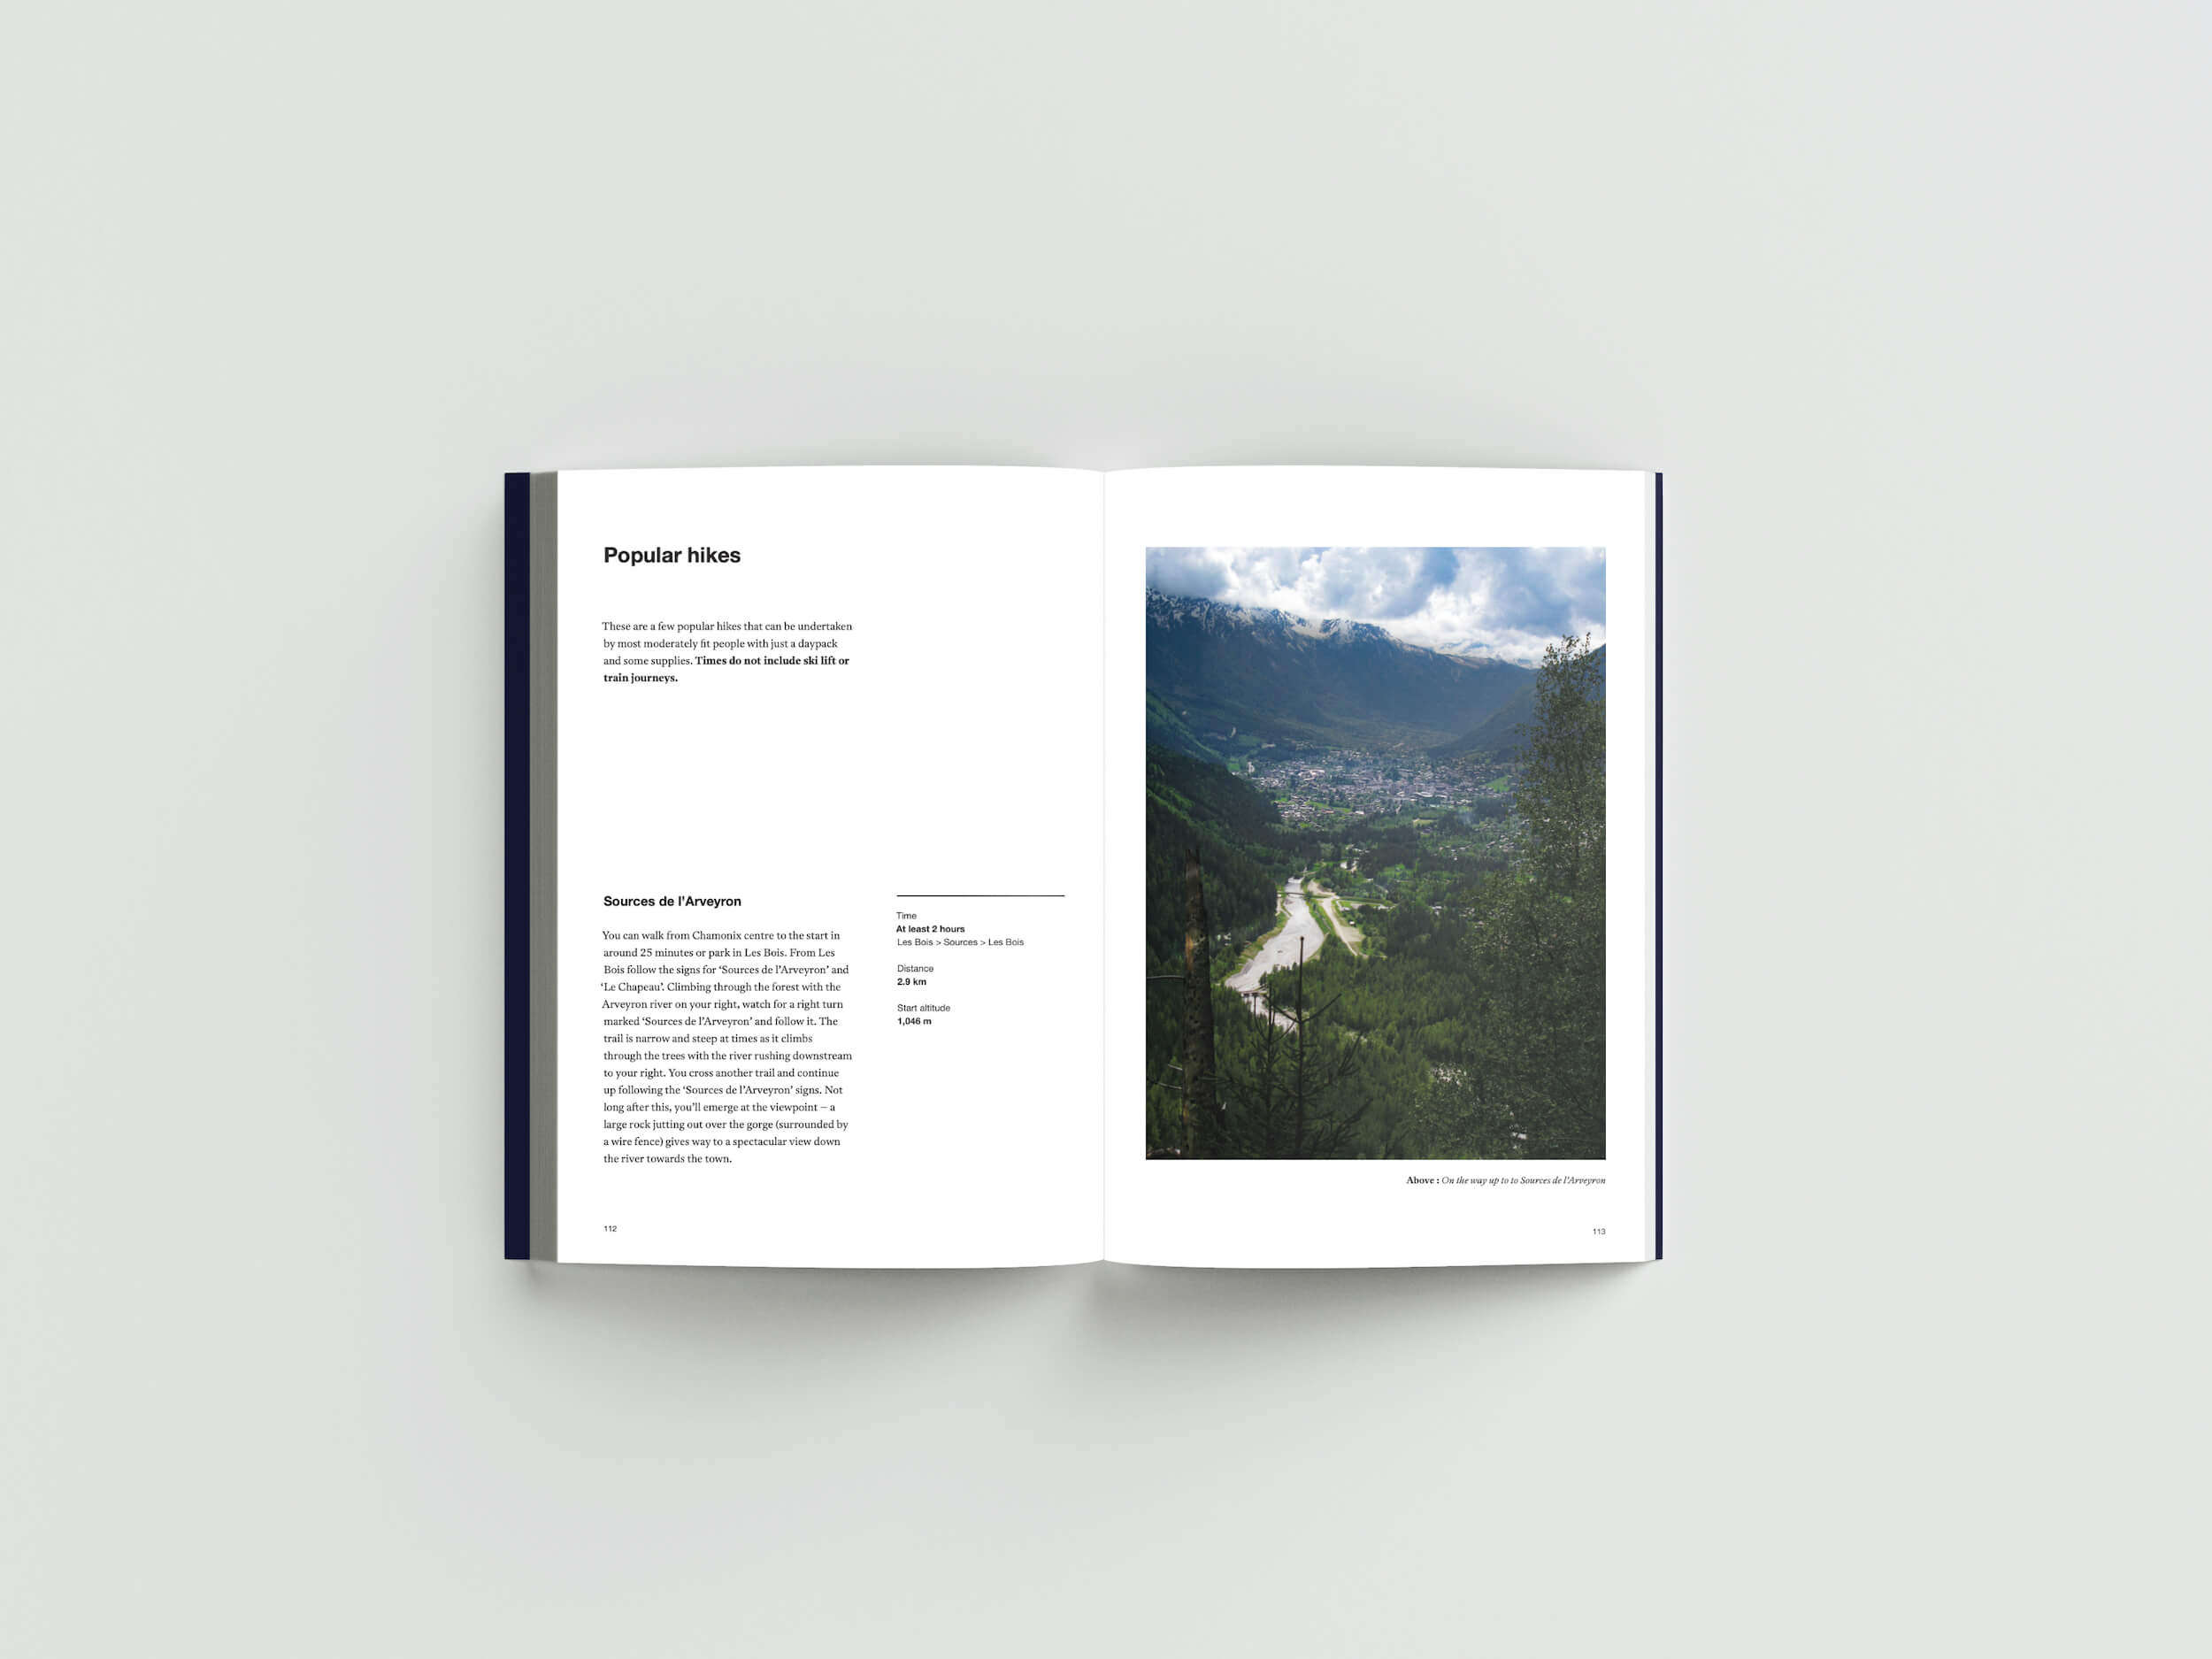 Popular hikes
These are a few popular hikes that can be undertaken
by most moderately fit people with just a daypack
and some supplies. Times do not include ski lift or
train journeys.
Sources de l'Arveyron
You can walk from Chamonix centre to the start in
around 25 minutes or park in Les Bois. From Les
Bois follow the signs for ‘Sources de l’Arveyron’ and
‘Le Chapeau’. Climbing through the forest with the
Arveyron river on your right, watch for a right turn
marked ‘Sources de l’Arveyron’ and follow it. The
trail is narrow and steep at times as it climbs
through the trees with the river rushing downstream
to your right. You cross another trail and continue
up following the ‘Sources de l’Arveyron’ signs. Not
long after this, you’ll emerge at the viewpoint – a
large rock jutting out over the gorge (surrounded by
a wire fence) gives way to a spectacular view down
the river towards the town.
Time
At least 2 hours
Les Bois > Sources > Les Bois
Distance
2.9 km
Start altitude
1,046 m
112
Above : On the way up to to Sources de l’Arveyron
113